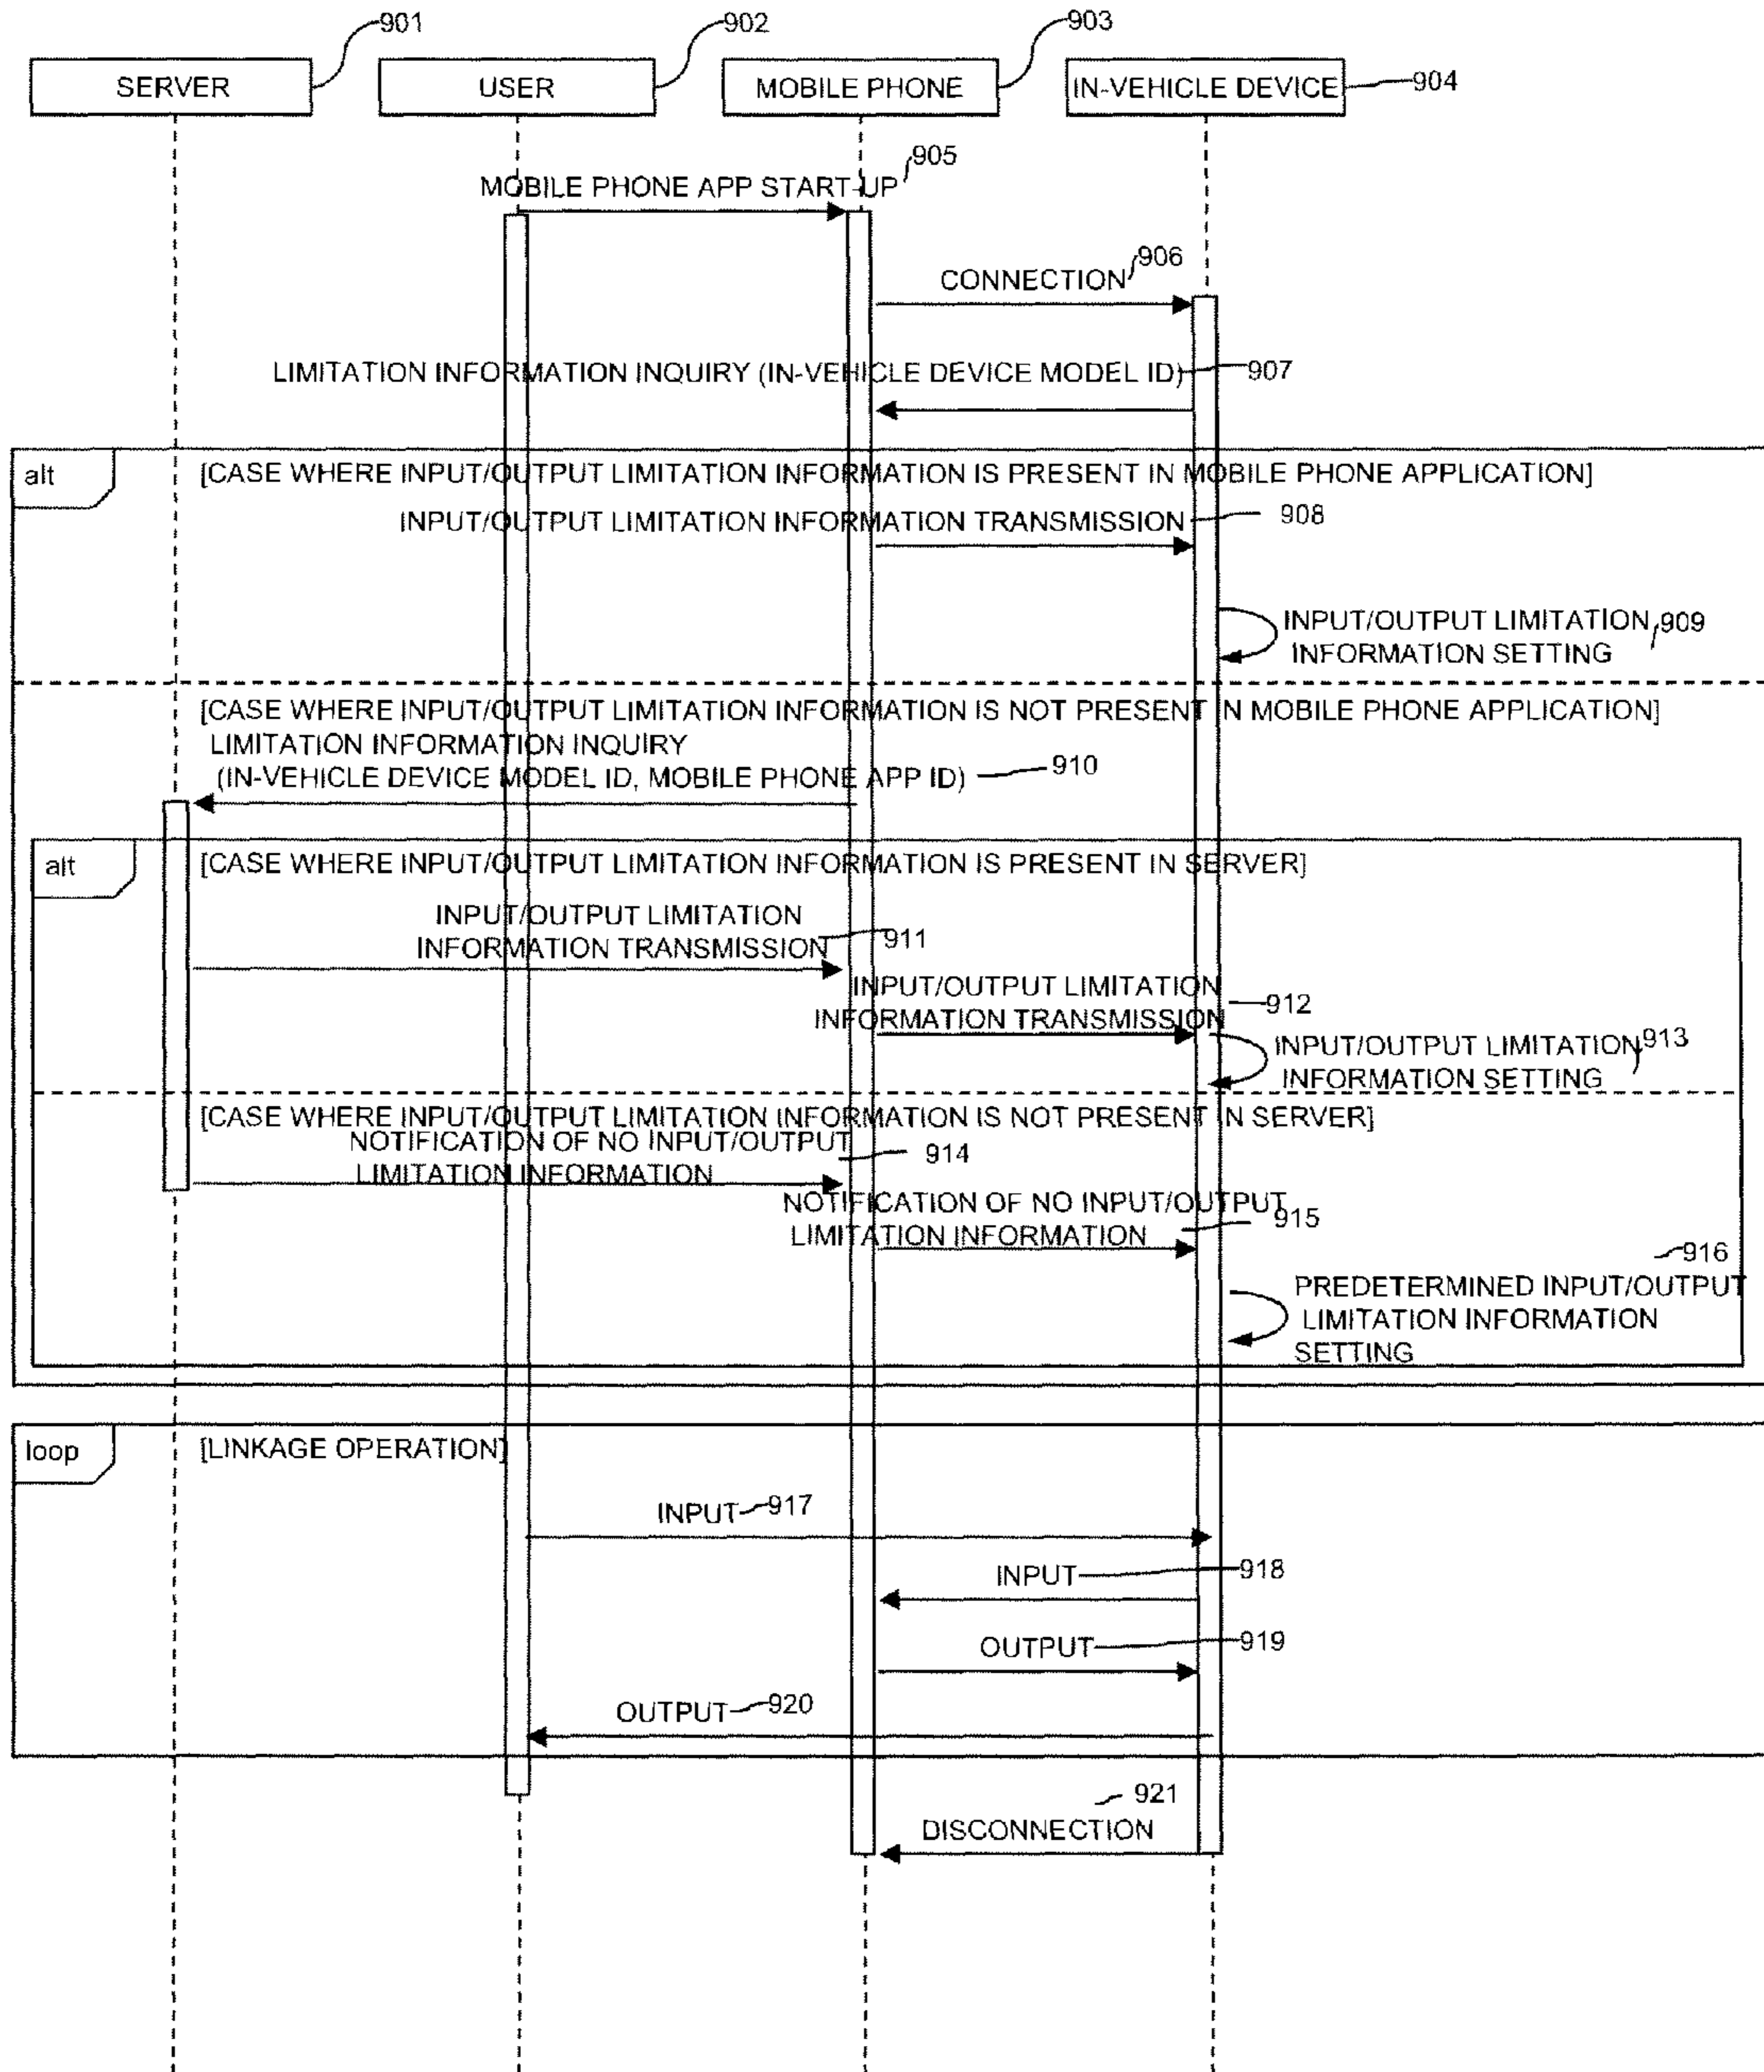 901
902
903
SERVER
USER
MOBILE PHONE
IN-VEHICLE DEVICE
904
905
MOBILE PHONE APP START-UP
906
CONNECTION
LIMITATION INFORMATION INQUIRY (IN-VEHICLE DEVICE MODEL ID)
907
alt
[CASE WHERE INPUT/OUTPUT LIMITATION INFORMATION IS PRESENT IN MOBILE PHONE APPLICATION]
INPUT/OUTPUT LIMITATION INFORMATION TRANSMISSION
908
INPUT/OUTPUT LIMITATION
INFORMATION SETTING
909
[CASE WHERE INPUT/OUTPUT LIMITATION INFORMATION IS NOT PRESENT IN MOBILE PHONE APPLICATION]
LIMITATION INFORMATION INQUIRY
(IN-VEHICLE DEVICE MODEL ID, MOBILE PHONE APP ID)
910
alt
[CASE WHERE INPUT/OUTPUT LIMITATION INFORMATION IS PRESENT IN SERVER]
INPUT/OUTPUT LIMITATION
INFORMATION TRANSMISSION
911
INPUT/OUTPUT LIMITATION
INFORMATION TRANSMISSION
912
INPUT/OUTPUT LIMITATION
INFORMATION SETTING
913
[CASE WHERE INPUT/OUTPUT LIMITATION INFORMATION IS NOT PRESENT IN SERVER]
NOTIFICATION OF NO INPUT/OUTPUT
LIMITATION INFORMATION
914
NOTIFICATION OF NO INPUT/OUTPUT
LIMITATION INFORMATION
915
916
PREDETERMINED INPUT/OUTPUT
LIMITATION INFORMATION
SETTING
loop
[LINKAGE OPERATION]
INPUT
917
INPUT
918
OUTPUT
919
OUTPUT
920
921
DISCONNECTION